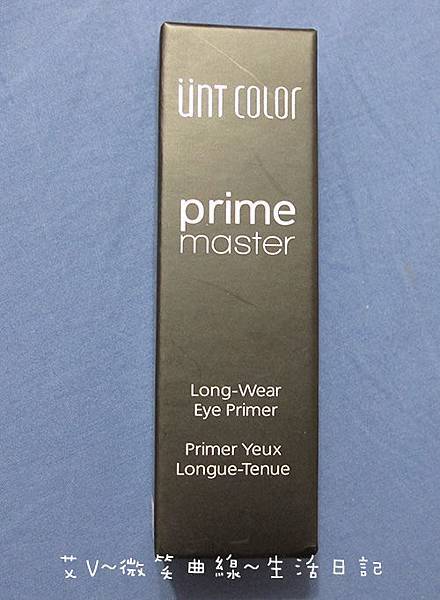 üNT COLOR
prime
master
Long-Wear
Eye Primer
Primer Yeux
Longue-Tenue
艾V~微笑曲線~生活日記